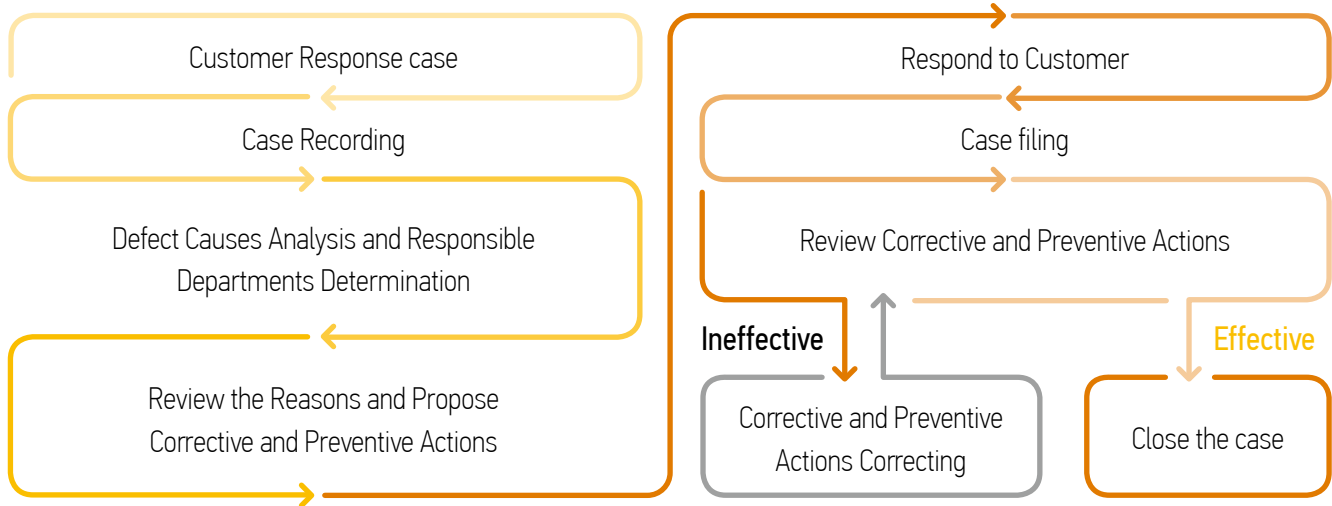 Customer Response case
Case Recording
Defect Causes Analysis and Responsible
Departments Determination
Review the Reasons and Propose
Corrective and Preventive Actions
Respond to Customer
Case filing
Review Corrective and Preventive Actions
Ineffective
Effective
Corrective and Preventive
Actions Correcting
Close the case